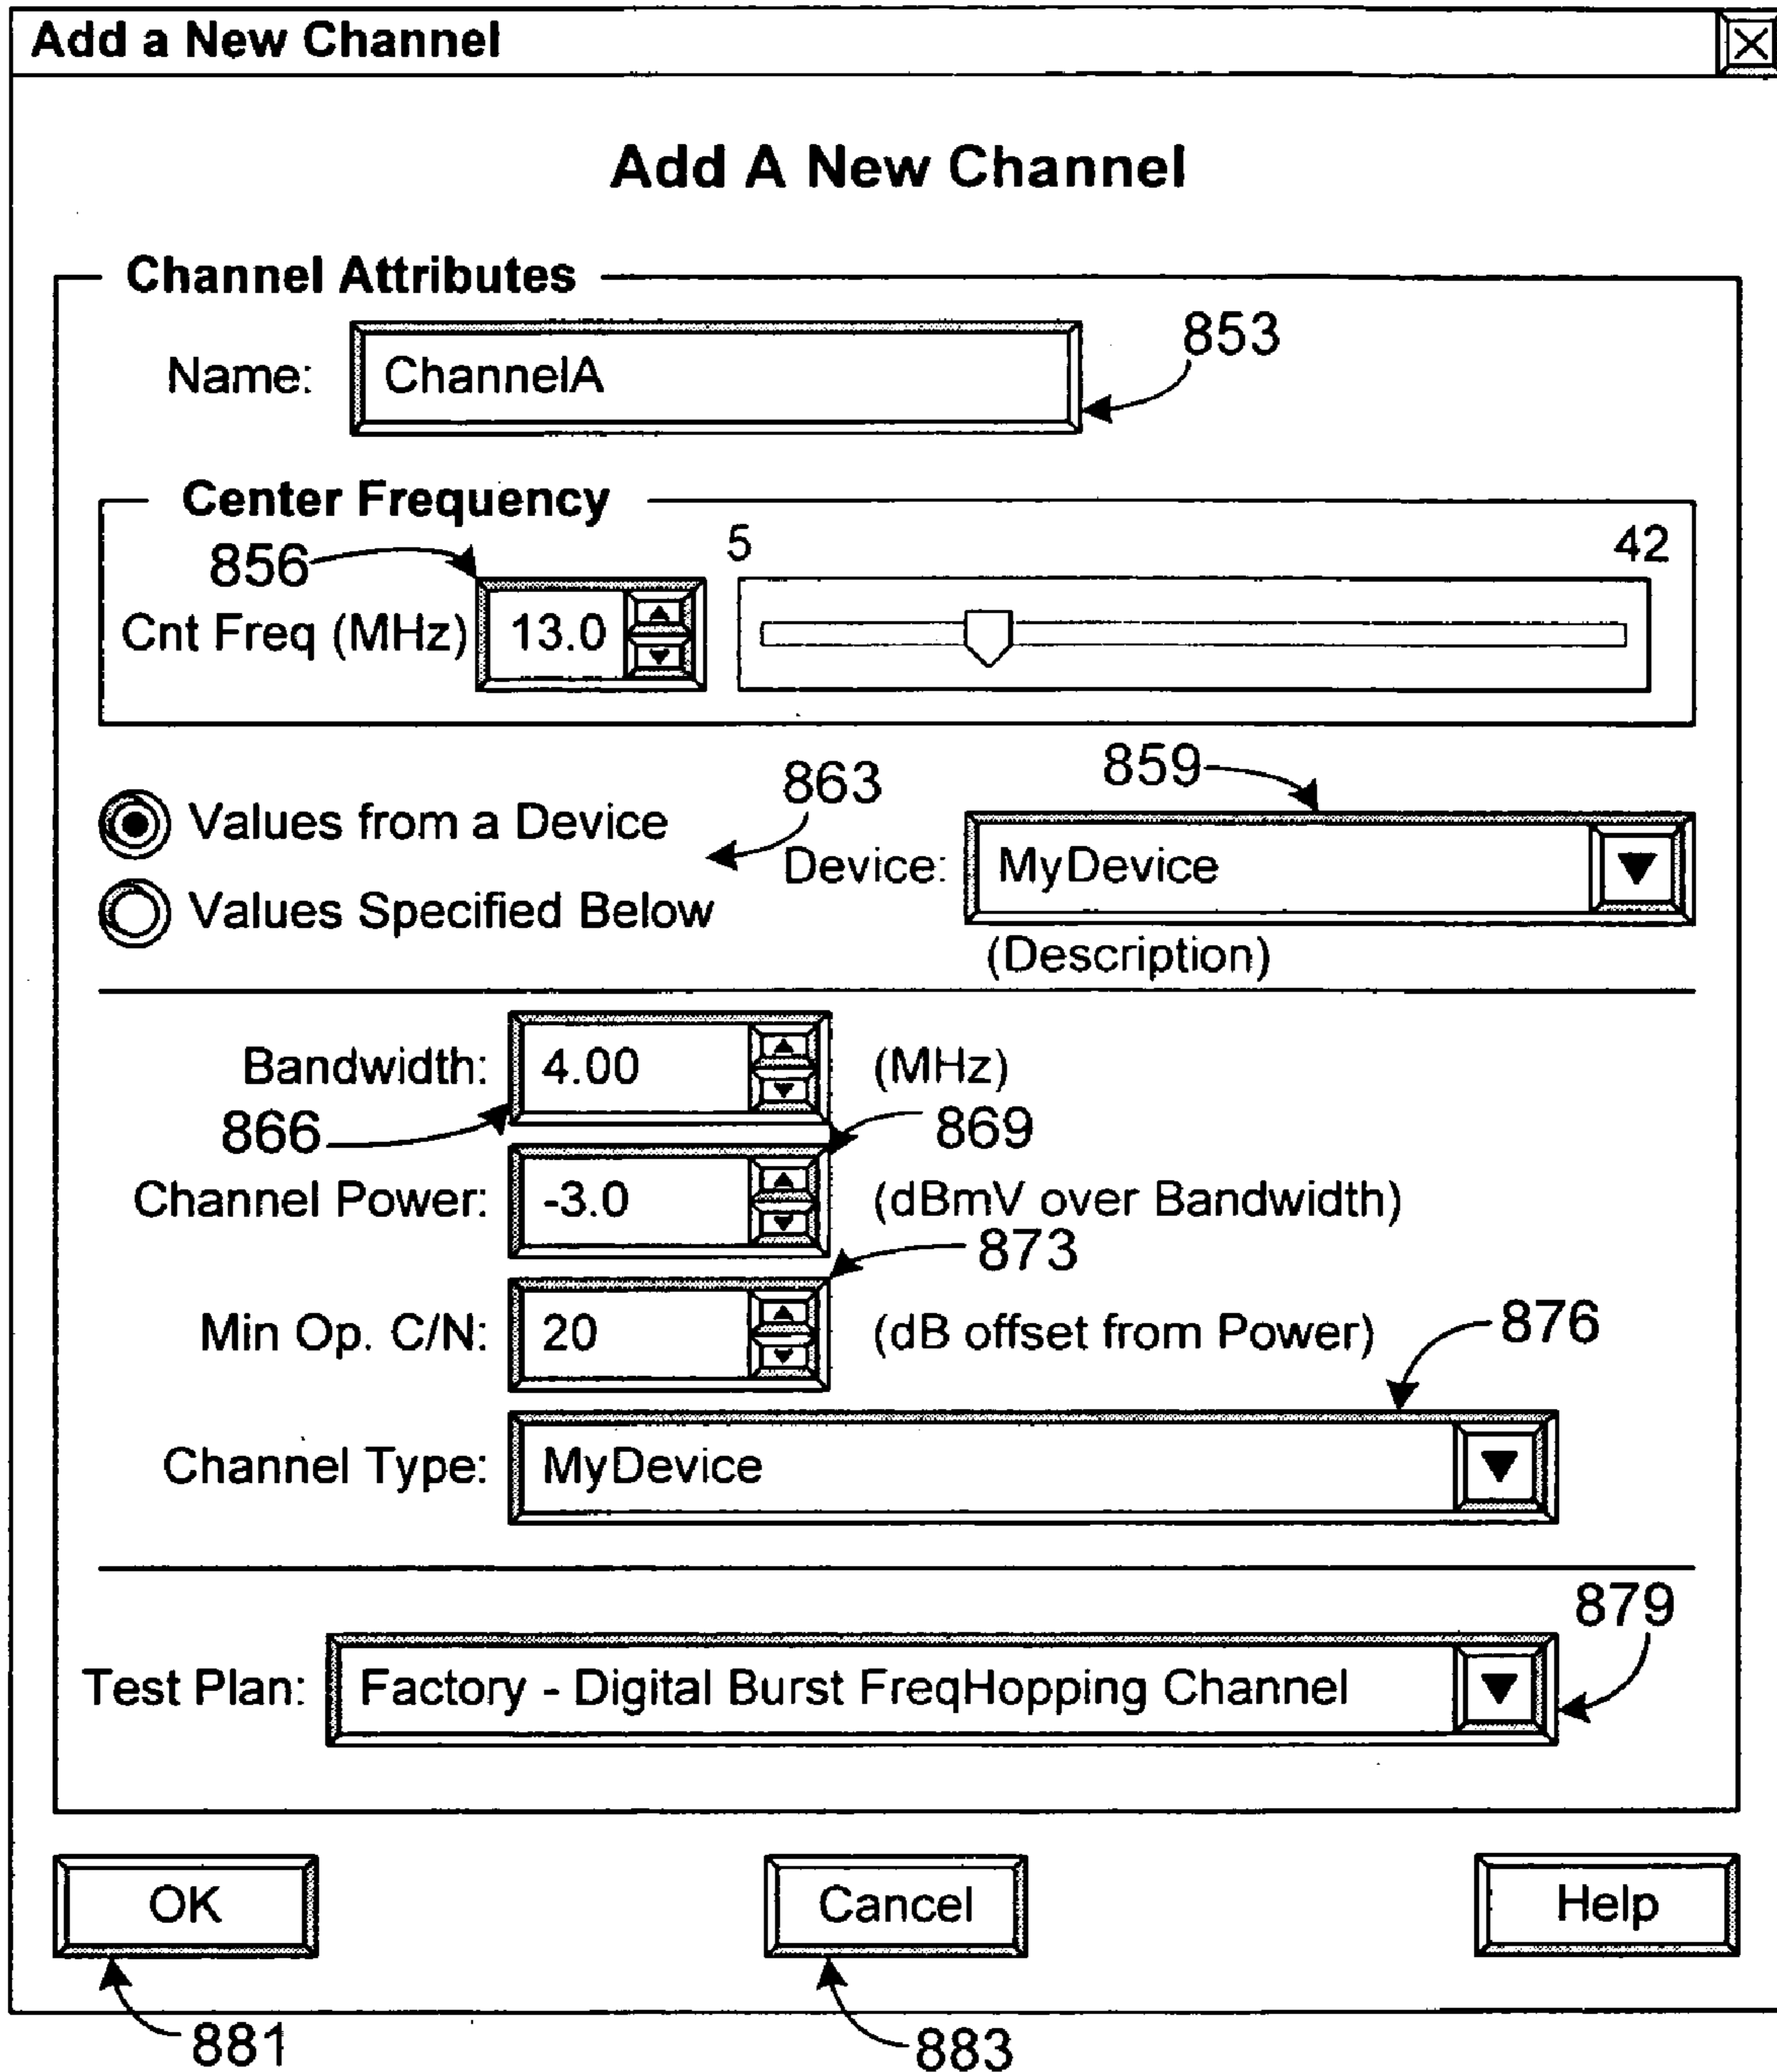 Add a New Channel
Add A New Channel
Channel Attributes
Name: ChannelA
853
Center Frequency
856
5 42
Cnt Freq (MHz) 13.0
863
859
Values from a Device
Device: MyDevice
Values Specified Below
(Description)
Bandwidth: 4.00 (MHz)
866 869
Channel Power: -3.0 (dBmV over Bandwidth)
873
Min Op. C/N: 20 (dB offset from Power)
876
Channel Type: MyDevice
879
Test Plan: Factory - Digital Burst FreqHopping Channel
OK Cancel Help
881 883